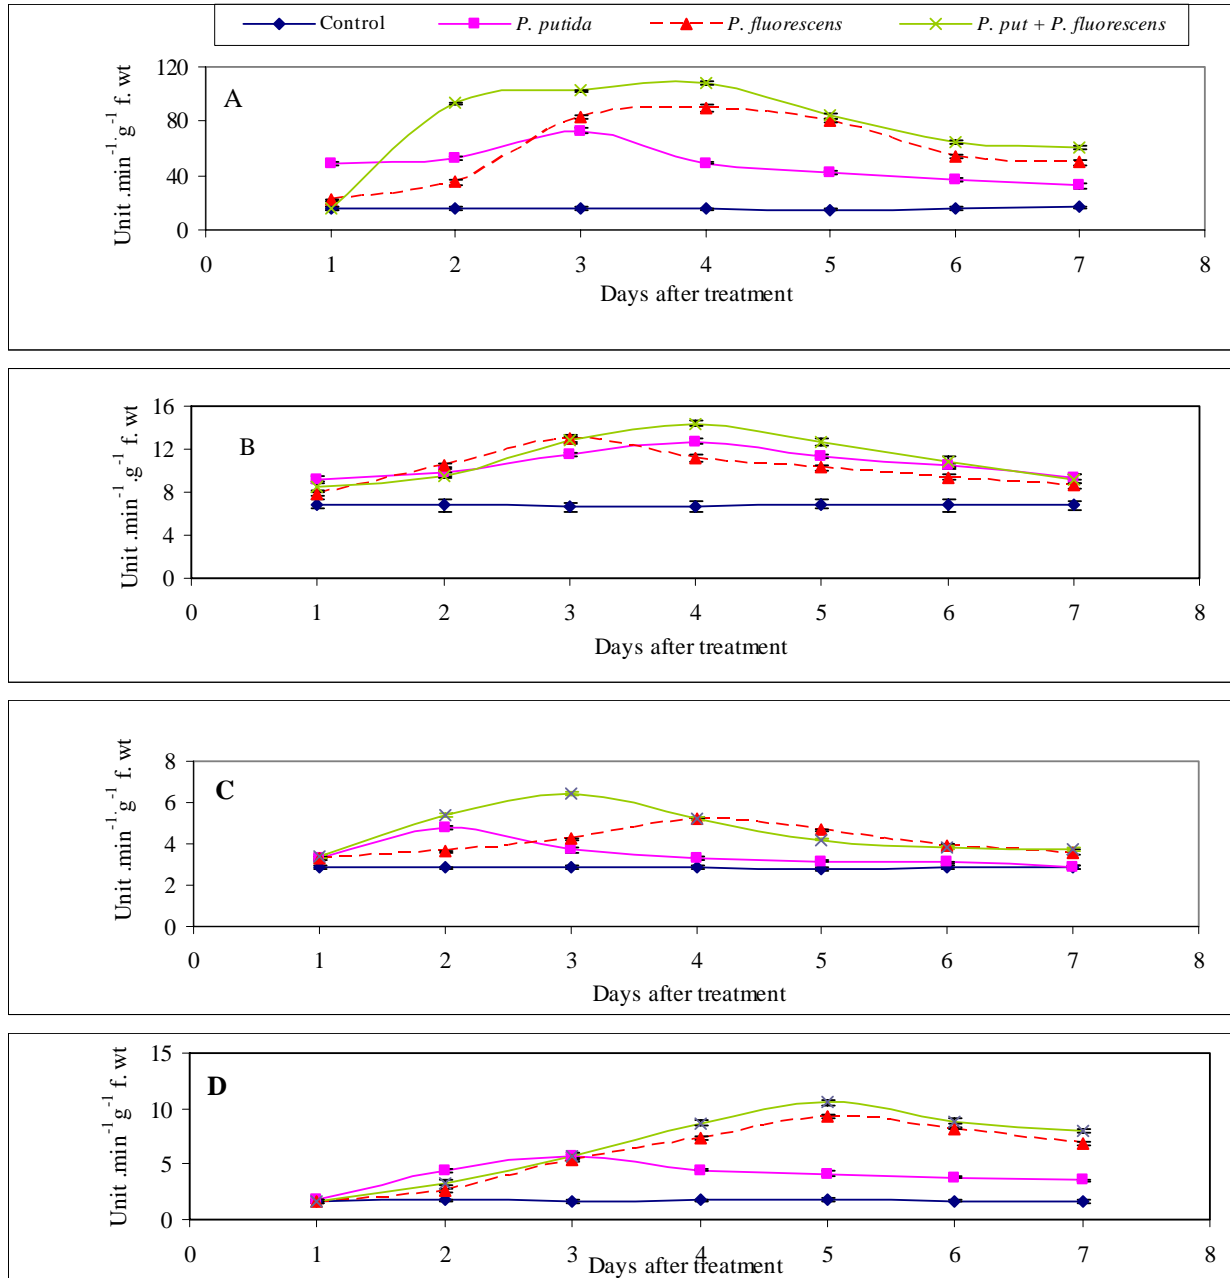 Control P. putida P. fluorescens P. put + P. fluorescens
A
Unit .min-1.g-1 f. wt
120
80
40
0
0 1 2 3 4 5 6 7 8
Days after treatment
B
Unit .min-1 .g-1 f. wt
16
12
8
4
0
0 1 2 3 4 5 6 7 8
Days after treatment
C
Unit .min-1.g-1 f. wt
8
6
4
2
0
0 1 2 3 4 5 6 7 8
Days after treatment
D
Unit .min-1.g-1 f. wt
15
10
5
0
0 1 2 3 4 5 6 7 8
Days after treatment